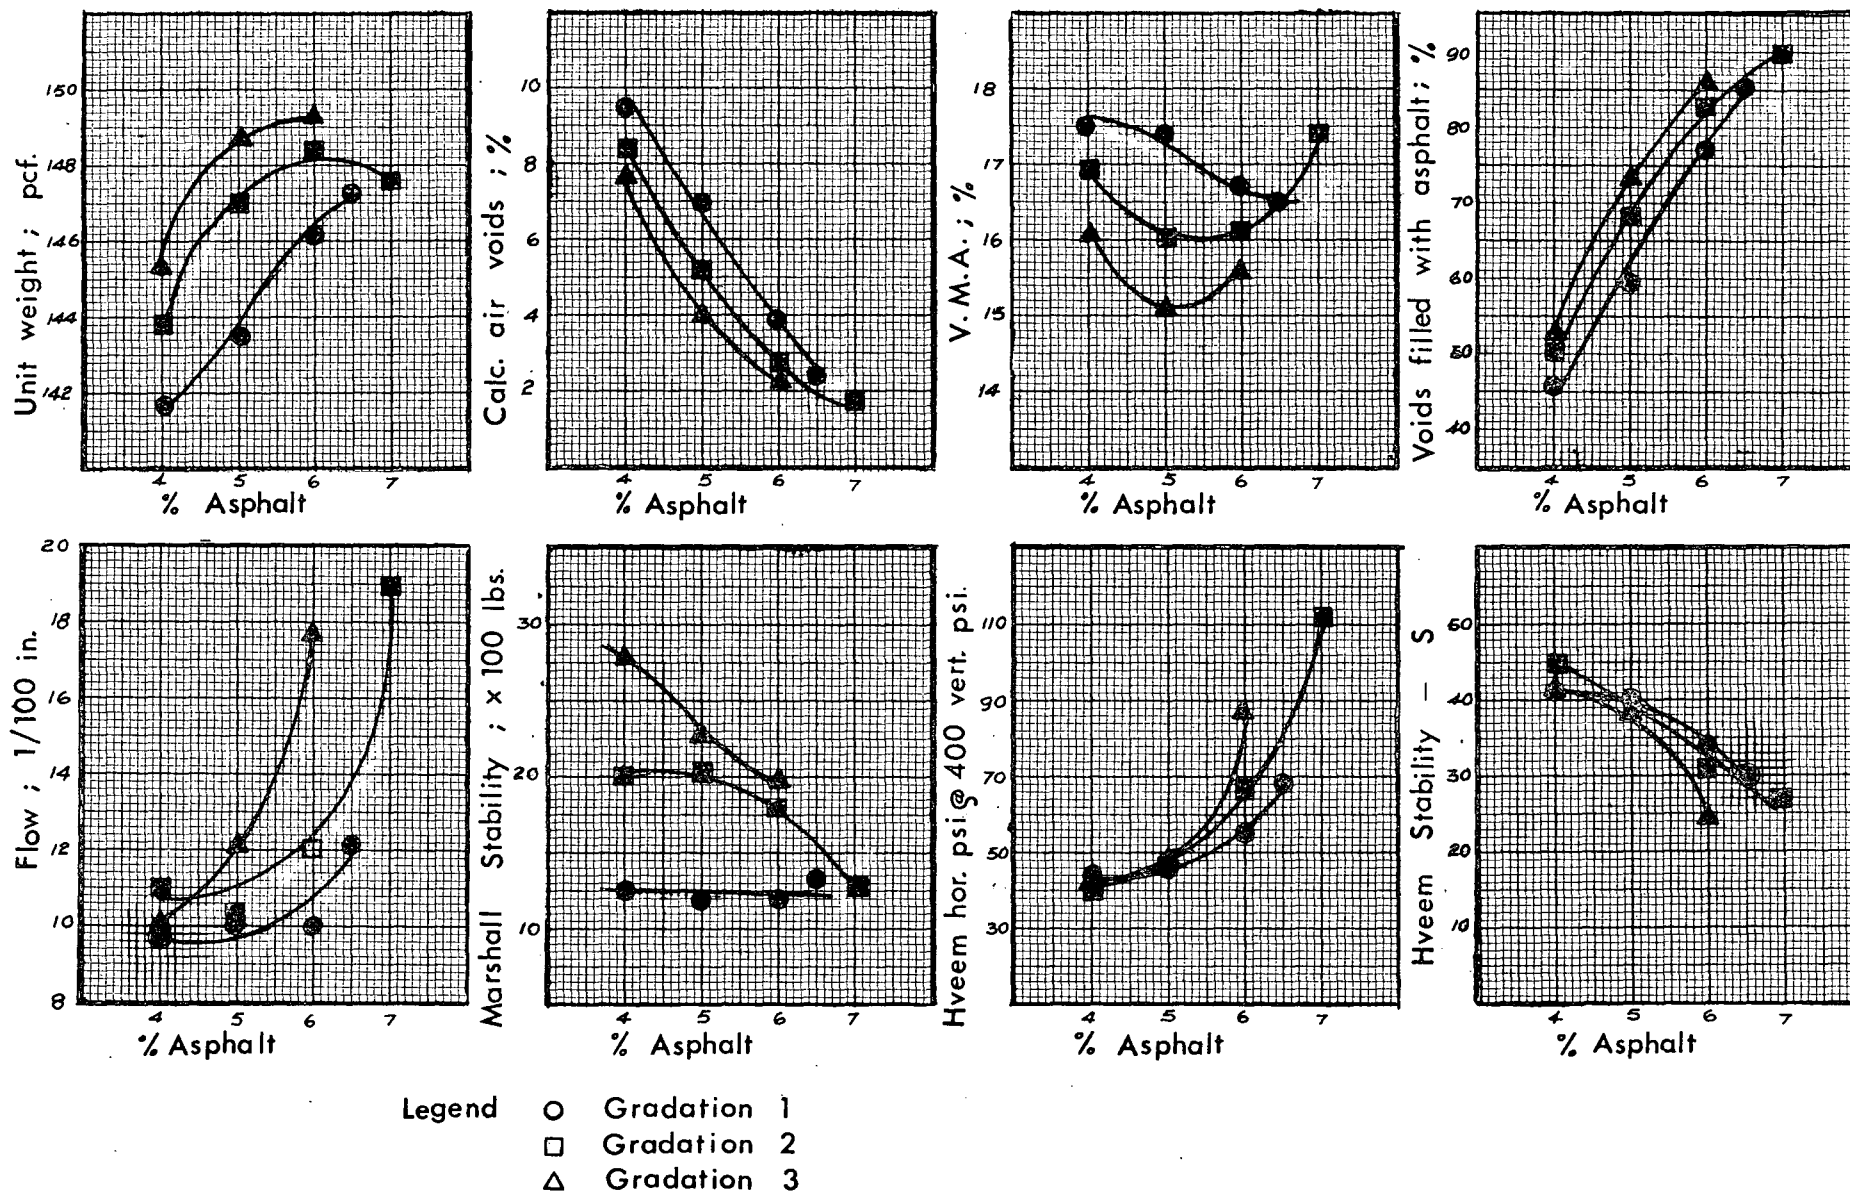 Unit weight ; pcf.
150
148
146
144
142
4 5 6 7
% Asphalt
Calc. air voids ; %
10
8
6
4
2
4 5 6 7
% Asphalt
V. M. A. ; %
18
17
16
15
14
4 5 6 7
% Asphalt
Voids filled with asphalt; %
90
80
70
60
50
40
4 5 6 7
% Asphalt
Flow ; 1/100 in.
20
18
16
14
12
10
8
4 5 6 7
% Asphalt
Marshall Stability ; x 100 lbs.
30
20
10
4 5 6 7
% Asphalt
Hveem hor. psi @ 400 vert. psi.
110
90
70
50
30
4 5 6 7
% Asphalt
Hveem Stability - S
60
40
30
20
10
4 5 6 7
% Asphalt
Legend
Gradation 1
Gradation 2
Gradation 3